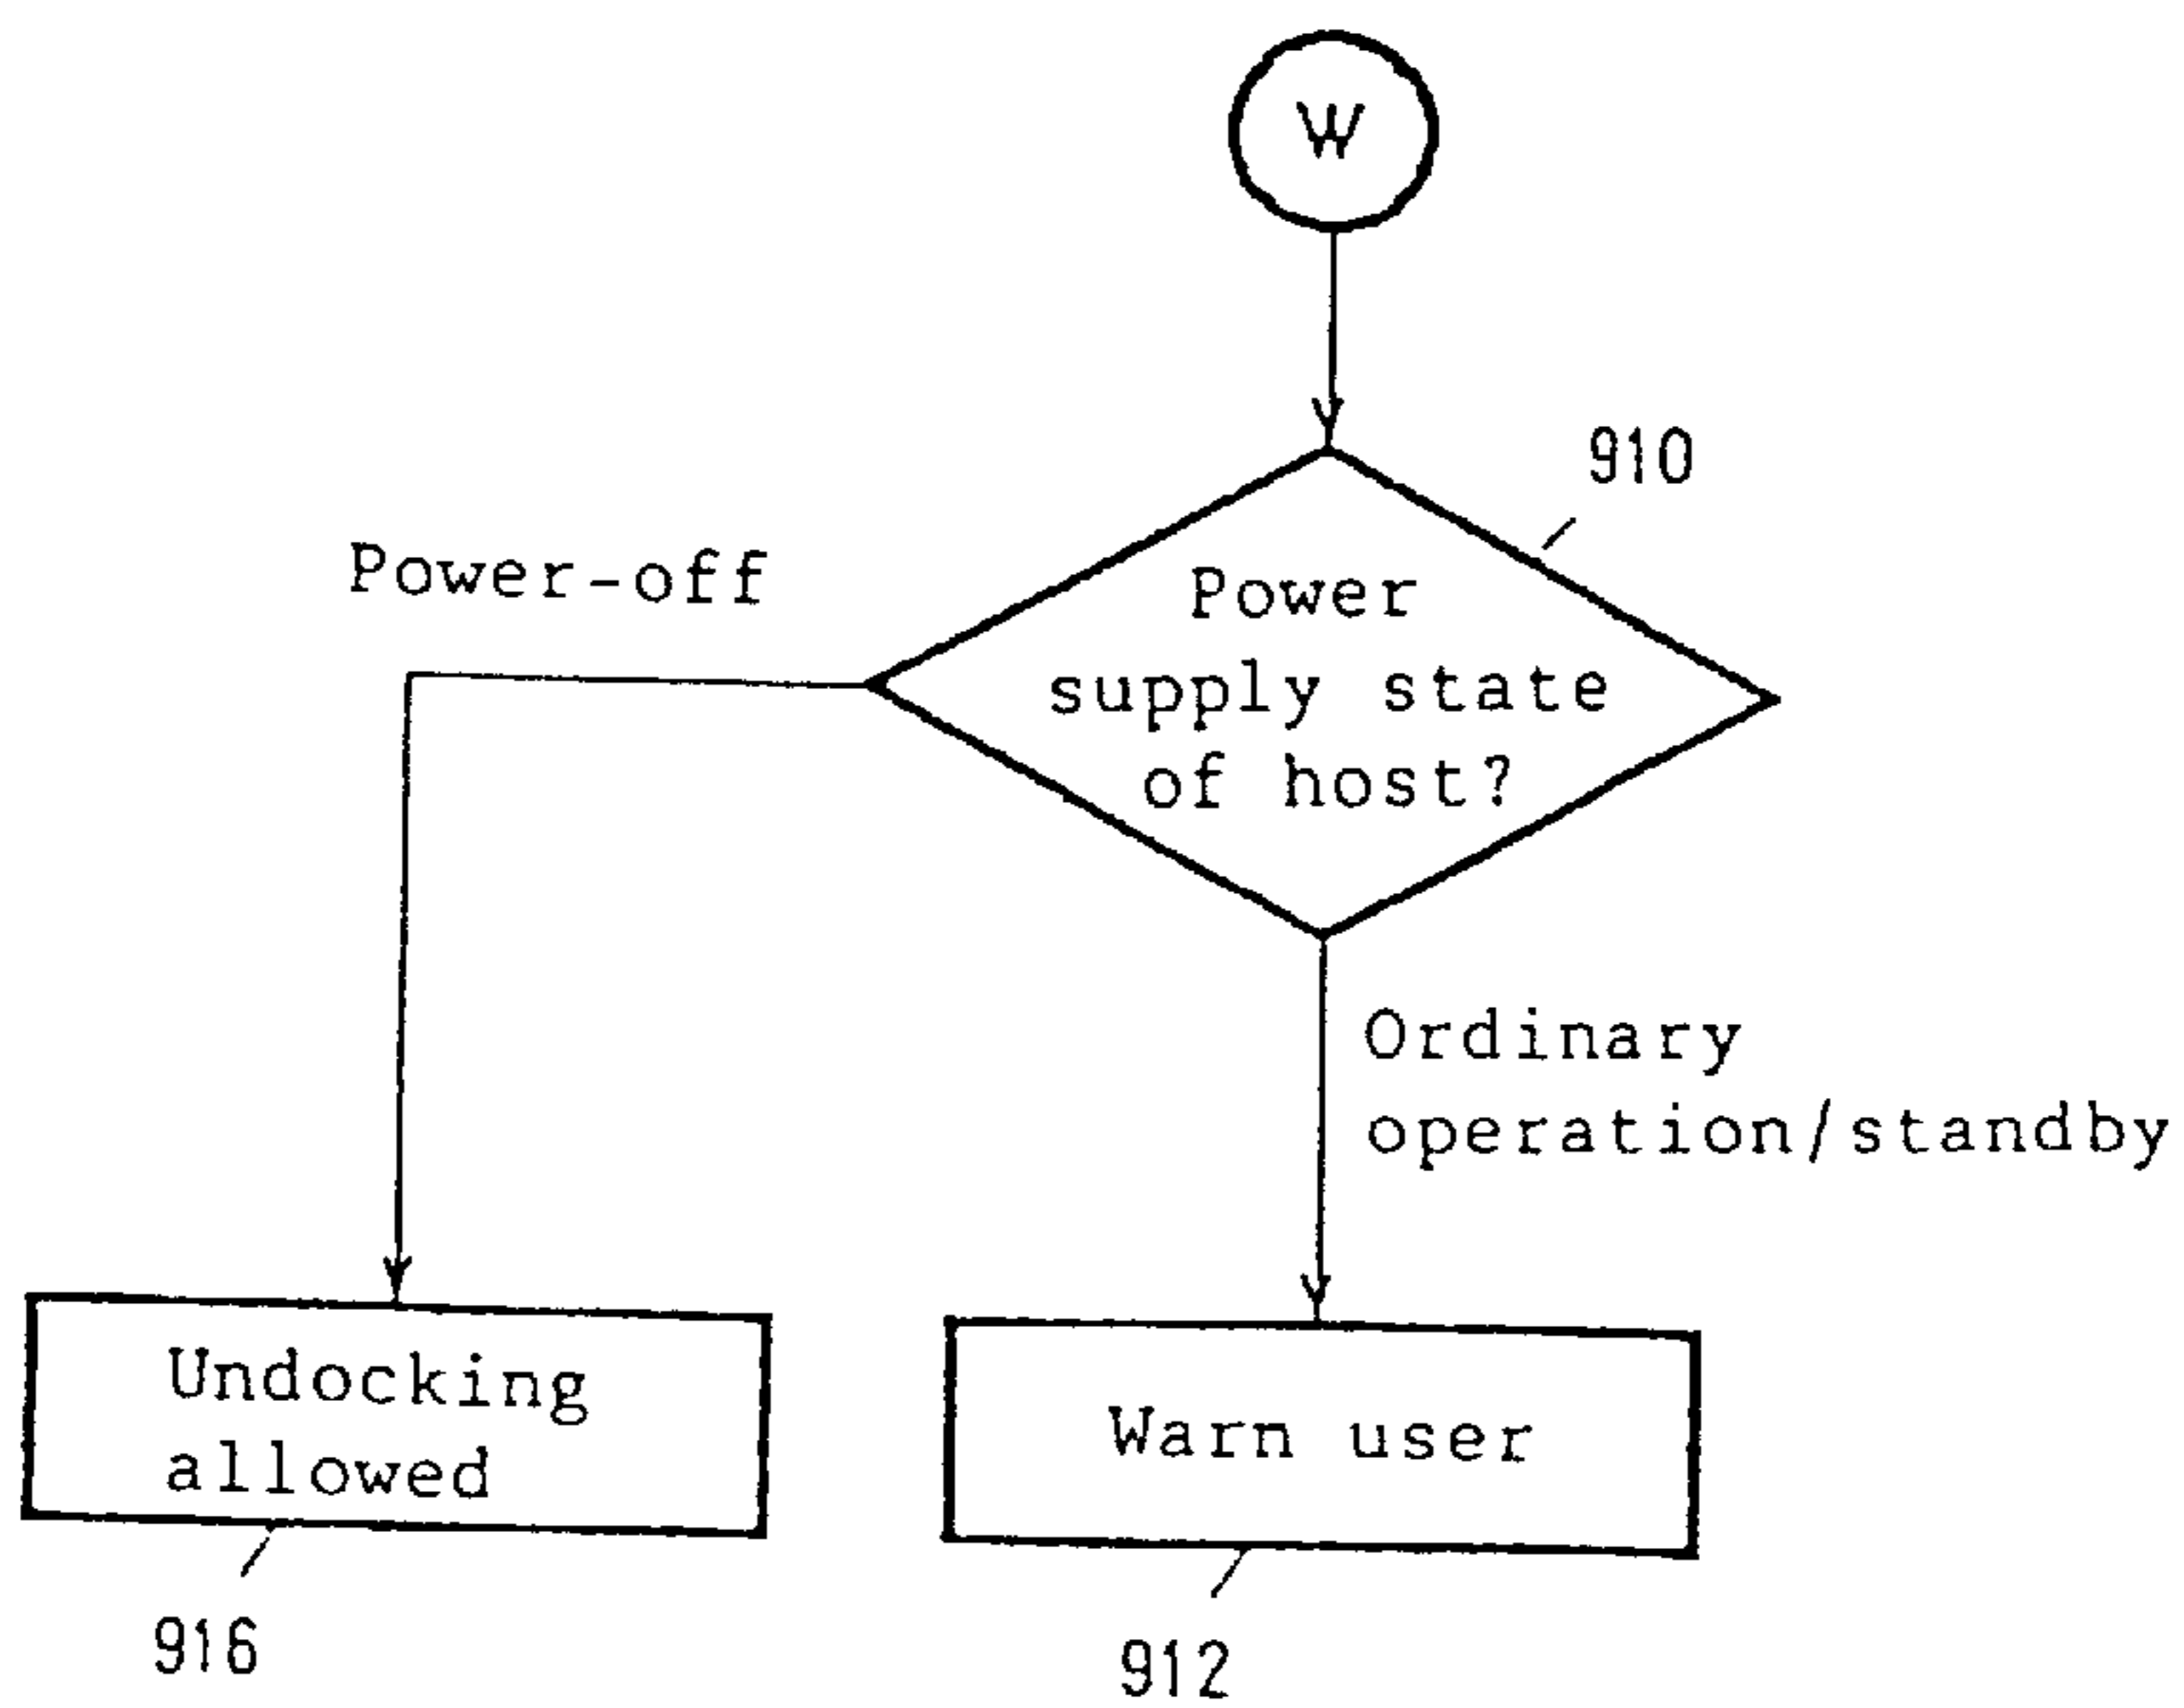 W
910
Power-off
Power
supply state
of host?
Ordinary
operation/standby
Undocking
allowed
Warn user
916
912